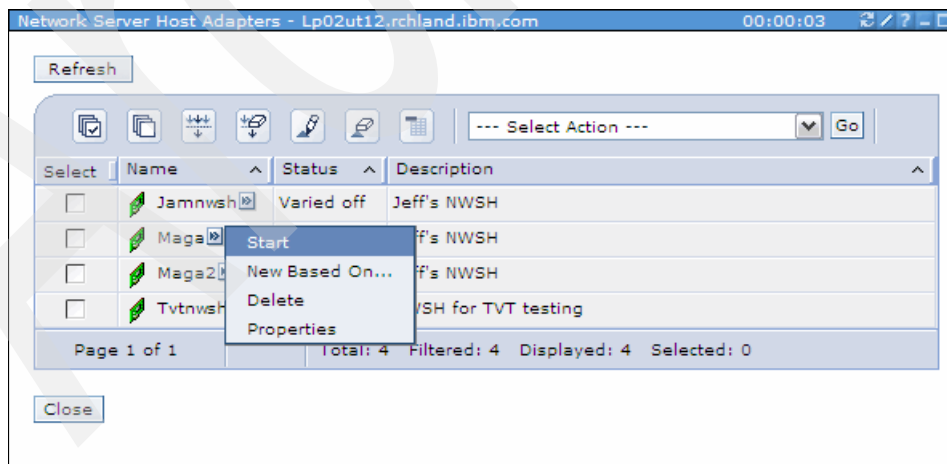 Network Server Host Adapters - Lp02ut12.rchland.ibm.com 00:00:03 ?
Refresh
--- Select Action --- Go
Select Name Status Description
Jamnwsh Varied off Jeff's NWSH
Maga ff's NWSH
Maga2 ff's NWSH
Tvtnwsh /SH for TVT testing
Start
New Based On...
Delete
Properties
Page 1 of 1 Total: 4 Filtered: 4 Displayed: 4 Selected: 0
Close